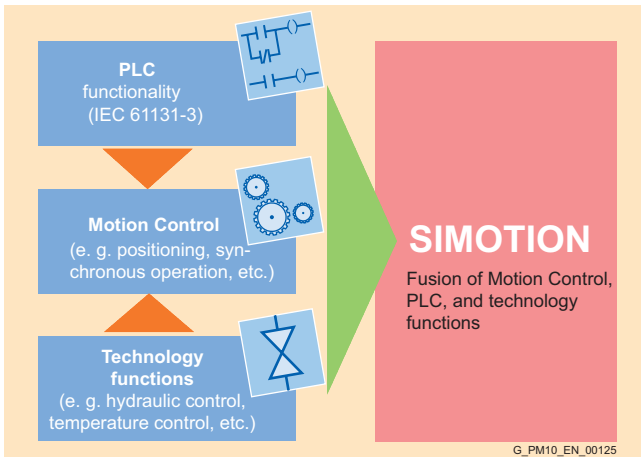 PLC
functionality
(IEC 61131-3)
Motion Control
(e. g. positioning, syn-
chronous operation, etc.)
Technology
functions
(e. g. hydraulic control,
temperature control, etc.)
SIMOTION
Fusion of Motion Control,
PLC, and technology
functions
G_PM10_EN_00125